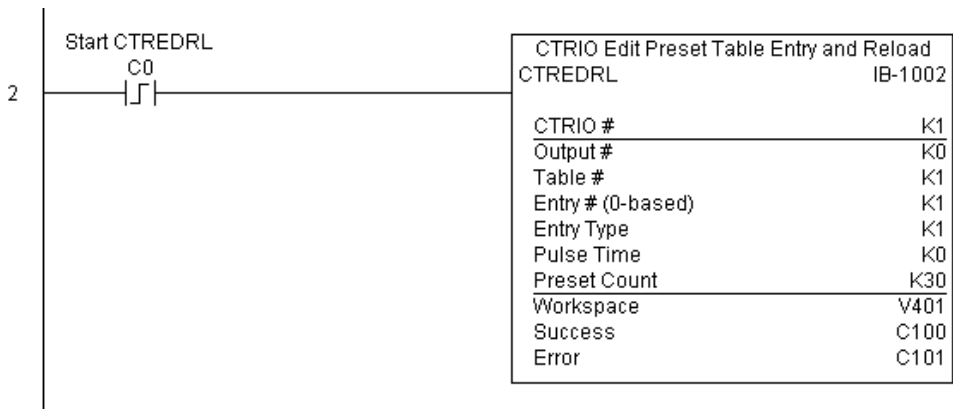 Start CTREDRL
C0
2
CTRIO Edit Preset Table Entry and Reload
CTREDRL IB-1002
CTRIO # K1
Output # K0
Table # K1
Entry # (0-based) K1
Entry Type K1
Pulse Time K0
Preset Count K30
Workspace V401
Success C100
Error C101